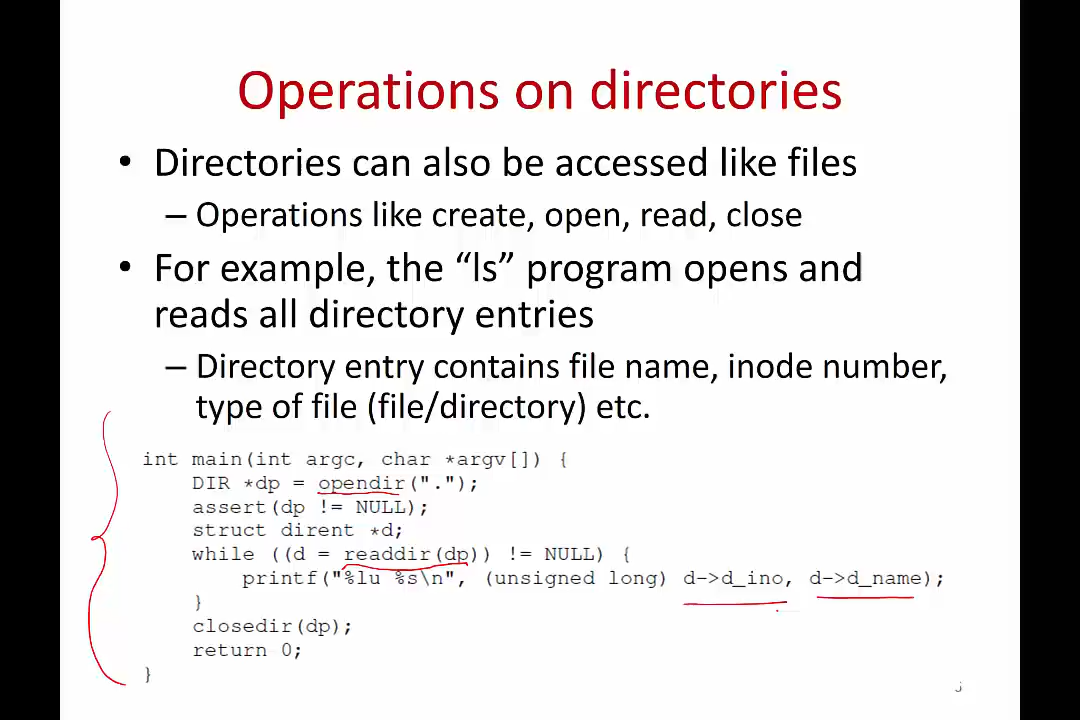 Operations on directories
• Directories can also be accessed like files
– Operations like create, open, read, close
• For example, the “ls” program opens and
reads all directory entries
– Directory entry contains file name, inode number,
type of file (file/directory) etc.
int main(int argc, char *argv[]) {
DIR *dp = opendir(".");
assert(dp != NULL);
struct dirent *d;
while ((d = readdir(dp)) != NULL) {
printf("%lu %s\n", (unsigned long) d->d_ino, d->d_name);
}
closedir(dp);
return 0;
}